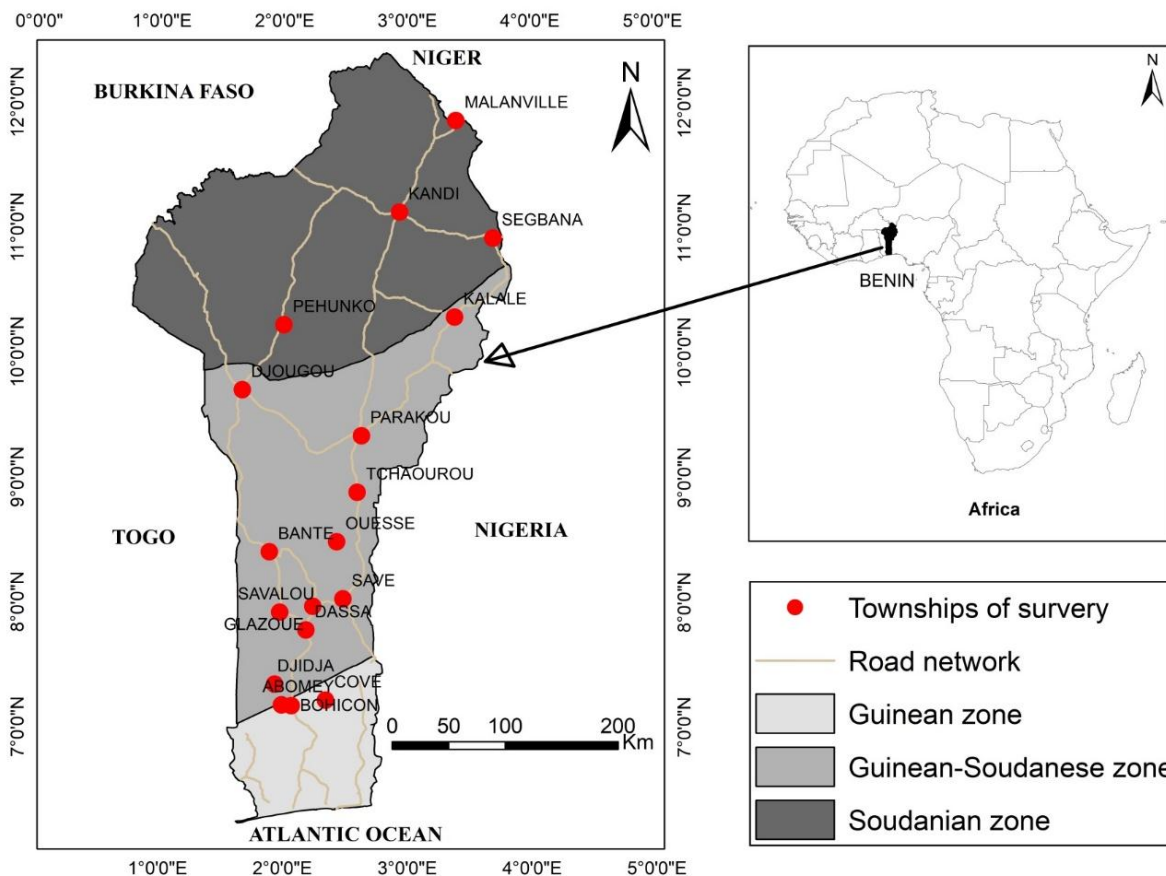 0°0'0" 1°0'0"E 2°0'0"E 3°0'0"E 4°0'0"E 5°0'0"E
12°0'0"N
11°0'0"N
10°0'0"N
9°0'0"N
8°0'0"N
7°0'0"N
NIGER
BURKINA FASO
N
MALANVILLE
KANDI
SEGBANA
PEHUNKO
KALALE
DJOUGOU
PARAKOU
TCHAOUROU
TOGO
NIGERIA
BANTE
OUESSE
SAVE
SAVALOU
DASSA
GLAZOUE
DJIDJA
ABOMEY
COVE
BOHICON
0 50 100 200
Km
ATLANTIC OCEAN
12°0'0"N
11°0'0"N
10°0'0"N
9°0'0"N
8°0'0"N
7°0'0"N
1°0'0"E 2°0'0"E 3°0'0"E 4°0'0"E 5°0'0"E
N
BENIN
Africa
Townships of survery
Road network
Guinean zone
Guinean-Soudanese zone
Soudanian zone